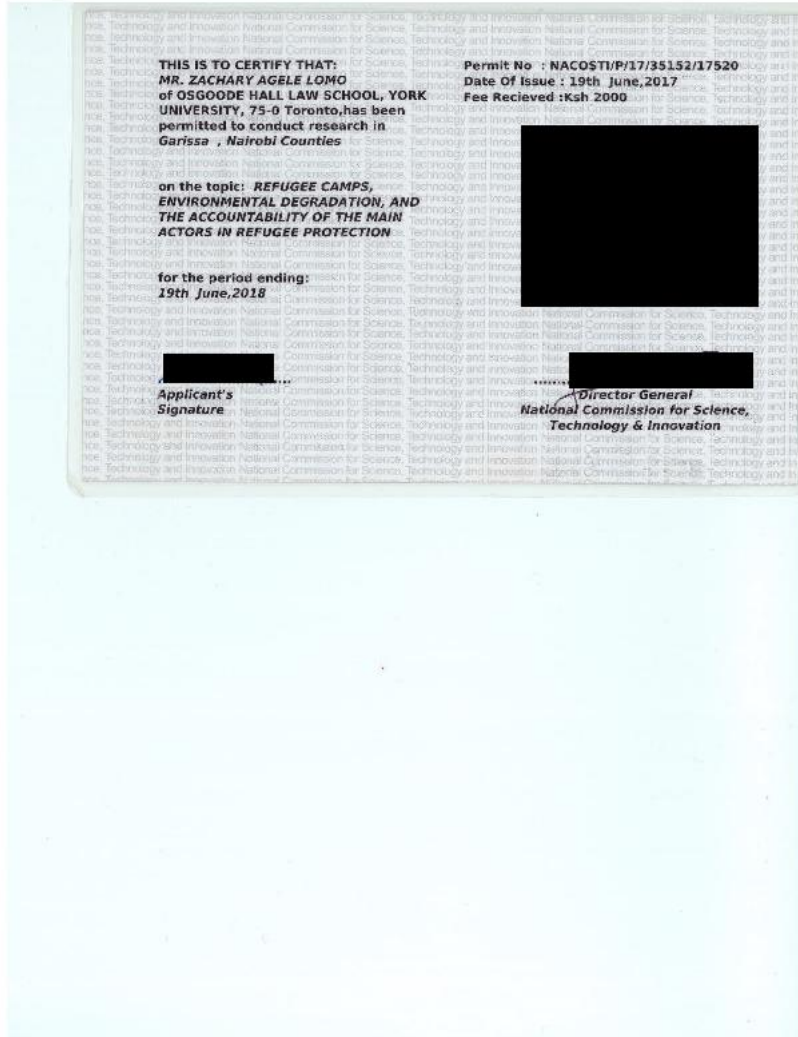 THIS IS TO CERTIFY THAT:
MR. ZACHARY AGELE LOMO
of OSGOODE HALL LAW SCHOOL, YORK
UNIVERSITY, 75-0 Toronto,has been
permitted to conduct research in
Garissa , Nairobi Counties
on the topic: REFUGEE CAMPS,
ENVIRONMENTAL DEGRADATION, AND
THE ACCOUNTABILITY OF THE MAIN
ACTORS IN REFUGEE PROTECTION
for the period ending:
19th June,2018
Applicant's
Signature
Permit No : NACOSTI/P/17/35152/17520
Date Of Issue : 19th June,2017
Fee Recieved :Ksh 2000
Director General
National Commission for Science,
Technology & Innovation